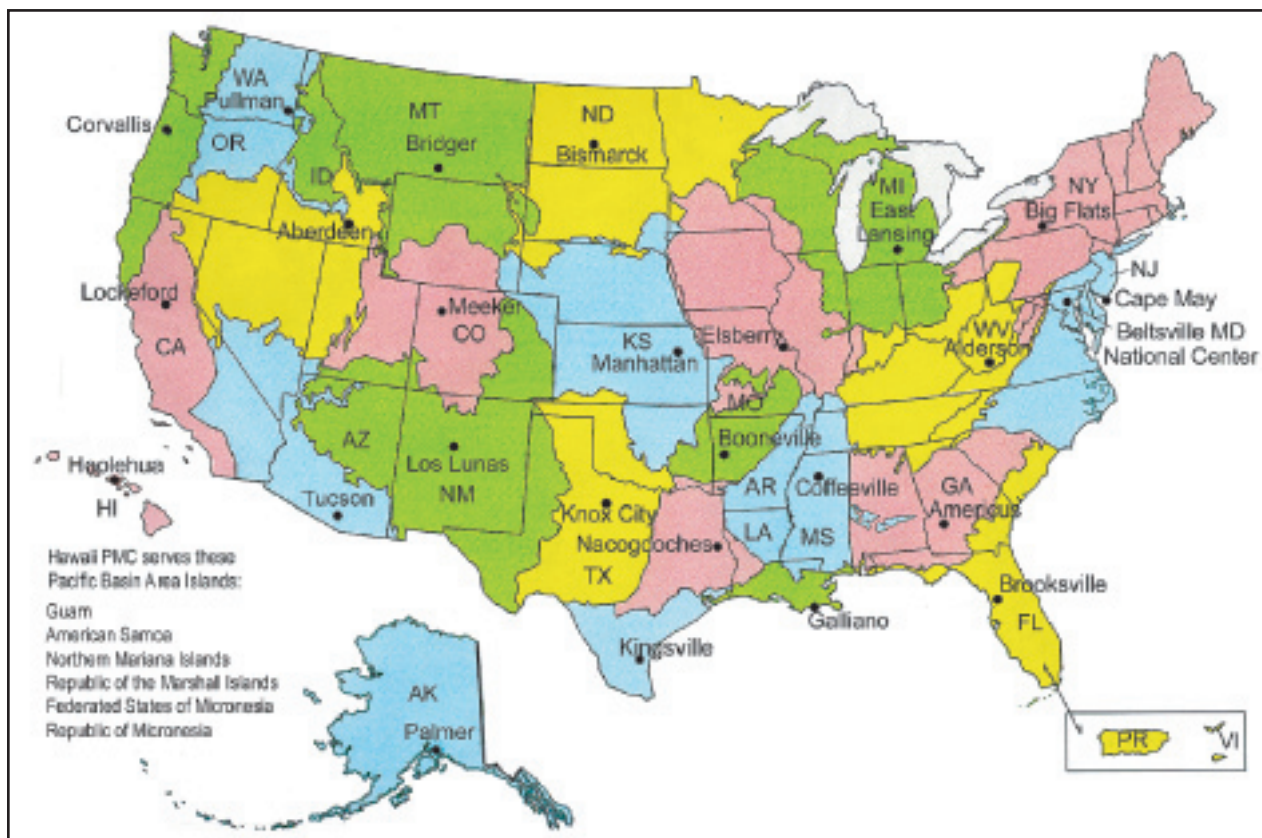 WA
Pullman
Corvallis
OR
MT
Bridger
ID
Aberdeen
ND
Bismarck
MI
East
Lansing
NY
Big Flats
NJ
Cape May
Beltsville MD
National Center
Lockeford
CA
Meeker
CO
KS
Manhattan
Elsberry
WV
Alderson
MO
Booneville
AZ
Los Lunas
NM
Tucson
Knox City
Nacogdoches
TX
AR
LA
Coffeeville
MS
GA
Americus
Hoolehua
HI
Brooksville
FL
Galliano
Kingsville
Hawaii PMC serves these
Pacific Basin Area Islands:
Guam
American Samoa
Northern Mariana Islands
Republic of the Marshall Islands
Federated States of Micronesia
Republic of Micronesia
AK
Palmer
PR
VI